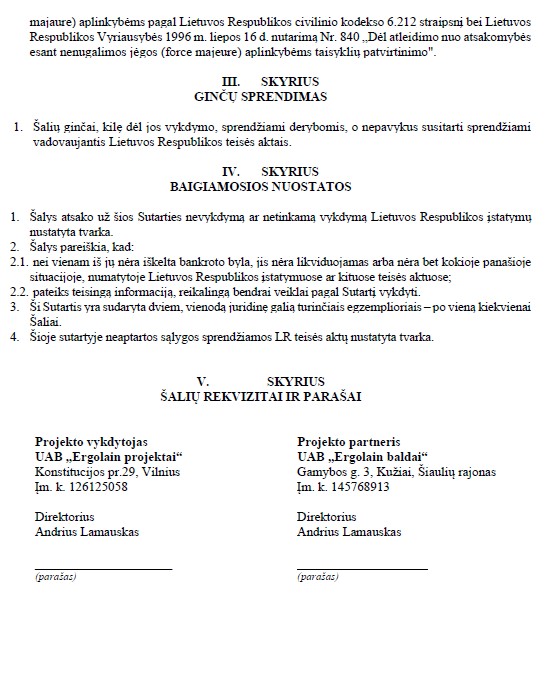 majaure) aplinkybėms pagal Lietuvos Respublikos civilinio kodekso 6.212 straipsnį bei Lietuvos
Respublikos Vyriausybės 1996 m. liepos 16 d. nutarimą Nr. 840 „Dėl atleidimo nuo atsakomybės
esant nenugalimos jėgos (force majeure) aplinkybėms taisyklių patvirtinimo".
III. SKYRIUS
GINČŲ SPRENDIMAS
1. Šalių ginčai, kilę dėl jos vykdymo, sprendžiami derybomis, o nepavykus susitarti sprendžiami
vadovaujantis Lietuvos Respublikos teisės aktais.
IV. SKYRIUS
BAIGIAMOSIOS NUOSTATOS
1. Šalys atsako už šios Sutarties nevykdymą ar netinkamą vykdymą Lietuvos Respublikos įstatymų
nustatyta tvarka.
2. Šalys pareiškia, kad:
2.1. nei vienam iš jų nėra iškelta bankroto byla, jis nėra likviduojamas arba nėra bet kokioje panašioje
situacijoje, numatytoje Lietuvos Respublikos įstatymuose ar kituose teisės aktuose;
2.2. pateiks teisingą informaciją, reikalingą bendrai veiklai pagal Sutartį vykdyti.
3. Ši Sutartis yra sudaryta dviem, vienodą juridinę galią turinčiais egzemplioriais – po vieną kiekvienai
Šaliai.
4. Šioje sutartyje neaptartos sąlygos sprendžiamos LR teisės aktų nustatyta tvarka.
V. SKYRIUS
ŠALIŲ REKVIZITAI IR PARAŠAI
Projekto vykdytojas
UAB „Ergolain projektai“
Konstitucijos pr.29, Vilnius
Įm. k. 126125058
Direktorius
Andrius Lamauskas
(parašas)
Projekto partneris
UAB „Ergolain baldai“
Gamybos g. 3, Kužiai, Šiaulių rajonas
Įm. k. 145768913
Direktorius
Andrius Lamauskas
(parašas)